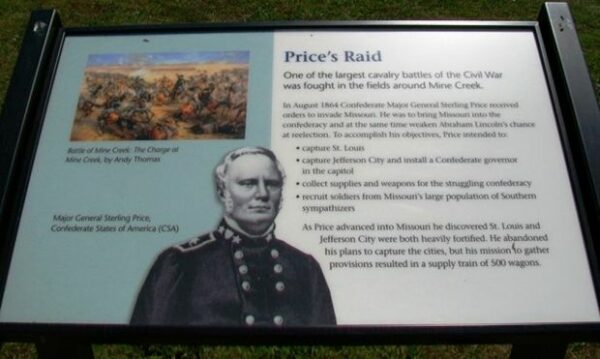 Price's Raid
One of the largest cavalry battles of the Civil War
was fought in the fields around Mine Creek.
In August 1864 Confederate Major General Sterling Price received
orders to invade Missouri. He was to bring Missouri into the
confederacy and at the same time weaken Abraham Lincoln's chance
at reelection. To accomplish his objectives, Price intended to:
• capture St. Louis
• capture Jefferson City and install a Confederate governor
in the capitol
• collect supplies and weapons for the struggling confederacy
• recruit soldiers from Missouri's large population of Southern
sympathizers
As Price advanced into Missouri he discovered St. Louis and
Jefferson City were both heavily fortified. He abandoned
his plans to capture the cities, but his mission to gather
provisions resulted in a supply train of 500 wagons.
Battle of Mine Creek: The Charge at
Mine Creek, by Andy Thomas
Major General Sterling Price,
Confederate States of America (CSA)